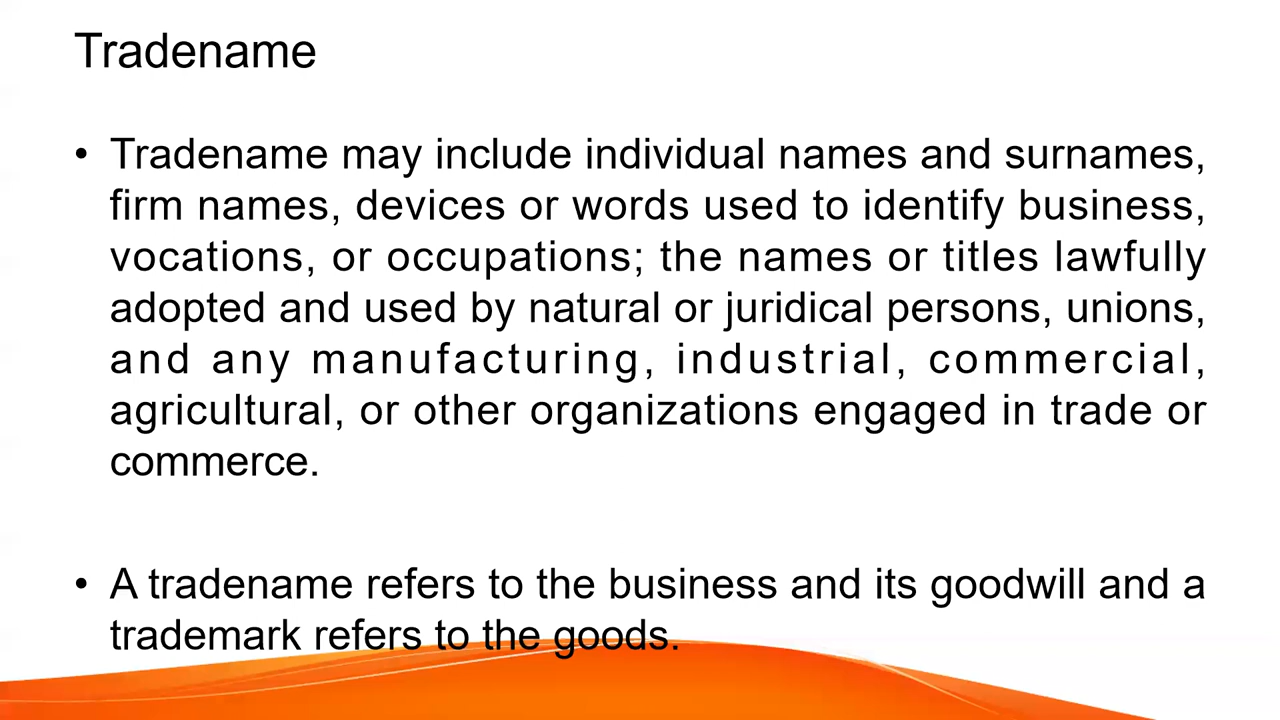 Tradename
• Tradename may include individual names and surnames,
firm names, devices or words used to identify business,
vocations, or occupations; the names or titles lawfully
adopted and used by natural or juridical persons, unions,
and any manufacturing, industrial, commercial,
agricultural, or other organizations engaged in trade or
commerce.
• A tradename refers to the business and its goodwill and a
trademark refers to the goods.